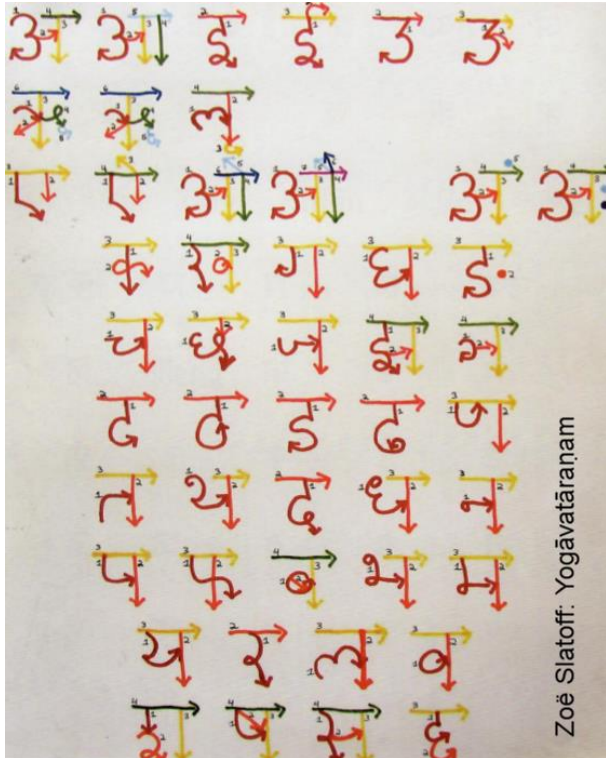 अ आ इ ई उ ऊ
ऋ ॠ लृ
ए ऐ ओ औ अं अः
क ख ग घ ङ
च छ ज झ ञ
ट ठ ड ढ ण
त थ द ध न
प फ ब भ म
य र ल व
श ष स ह
Zoë Slatoff: Yogāvatāraṇam